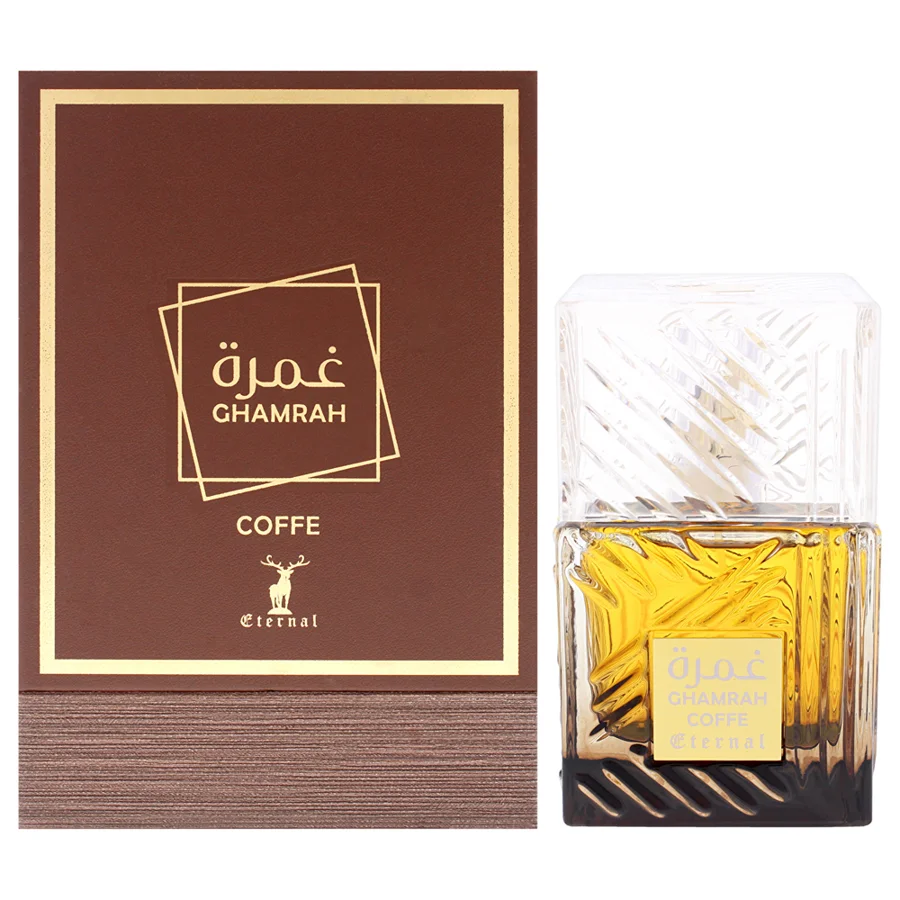 غمرة
GHAMRAH
COFFE
Eternal
غمرة
GHAMRAH
COFFE
Eternal